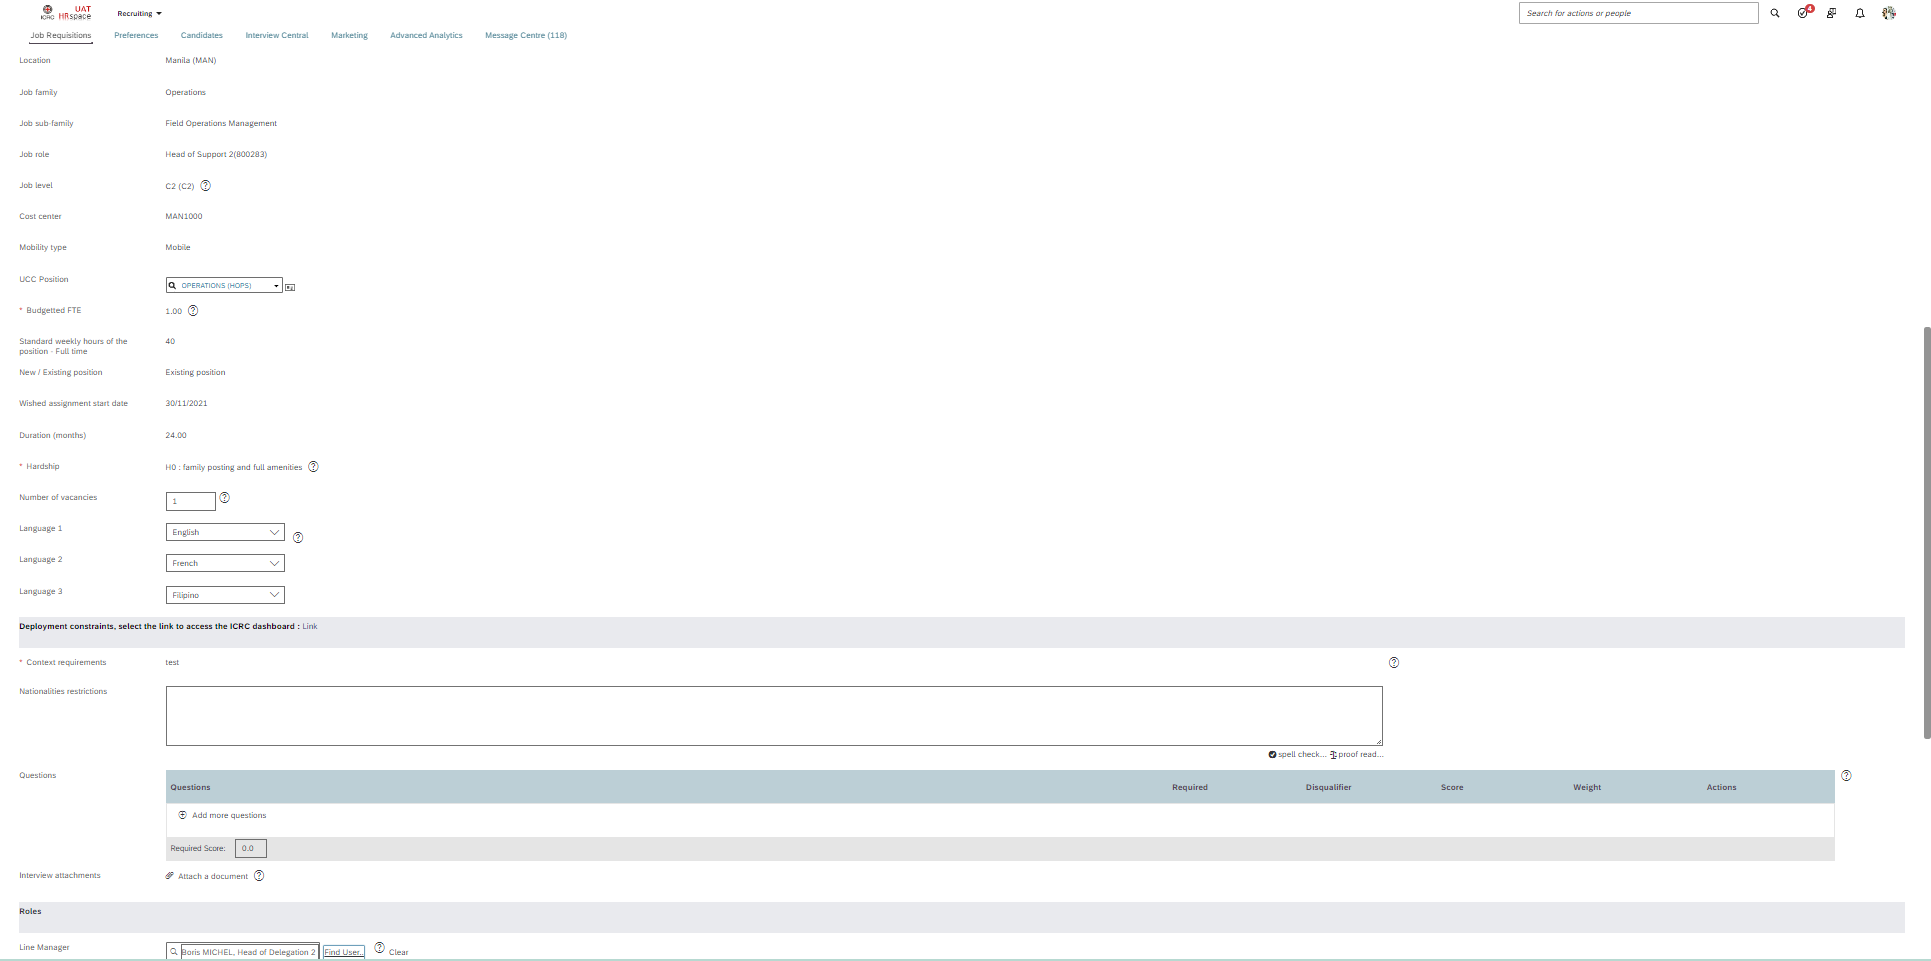 ICRC UAT HRspace Recruiting Search for actions or people 4
Job Requisitions Preferences Candidates Interview Central Marketing Advanced Analytics Message Centre (118)
Location Manila (MAN)
Job family Operations
Job sub-family Field Operations Management
Job role Head of Support 2(800283)
Job level C2 (C2) ?
Cost center MAN1000
Mobility type Mobile
UCC Position OPERATIONS (HOPS)
* Budgetted FTE 1.00 ?
Standard weekly hours of the position - Full time 40
New / Existing position Existing position
Wished assignment start date 30/11/2021
Duration (months) 24.00
* Hardship H0 : family posting and full amenities ?
Number of vacancies 1 ?
Language 1 English ?
Language 2 French
Language 3 Filipino
Deployment constraints, select the link to access the ICRC dashboard : Link
* Context requirements test ?
Nationalities restrictions
spell check... proof read...
Questions
Questions Required Disqualifier Score Weight Actions ?
Add more questions
Required Score: 0.0
Interview attachments Attach a document ?
Roles
Line Manager Boris MICHEL, Head of Delegation 2 Find User... ? Clear